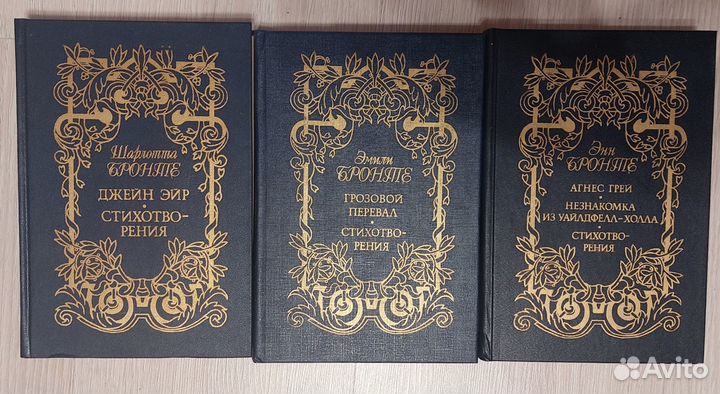 Шарлотта
БРОНТЕ
ДЖЕЙН ЭЙР
СТИХОТВО-
РЕНИЯ
Эмили
БРОНТЕ
ГРОЗОВОЙ
ПЕРЕВАЛ
СТИХОТВО-
РЕНИЯ
Энн
БРОНТЕ
АГНЕС ГРЕЙ
НЕЗНАКОМКА
ИЗ УАЙЛДФЕЛЛ-ХОЛЛА
СТИХОТВО-
РЕНИЯ
Avito